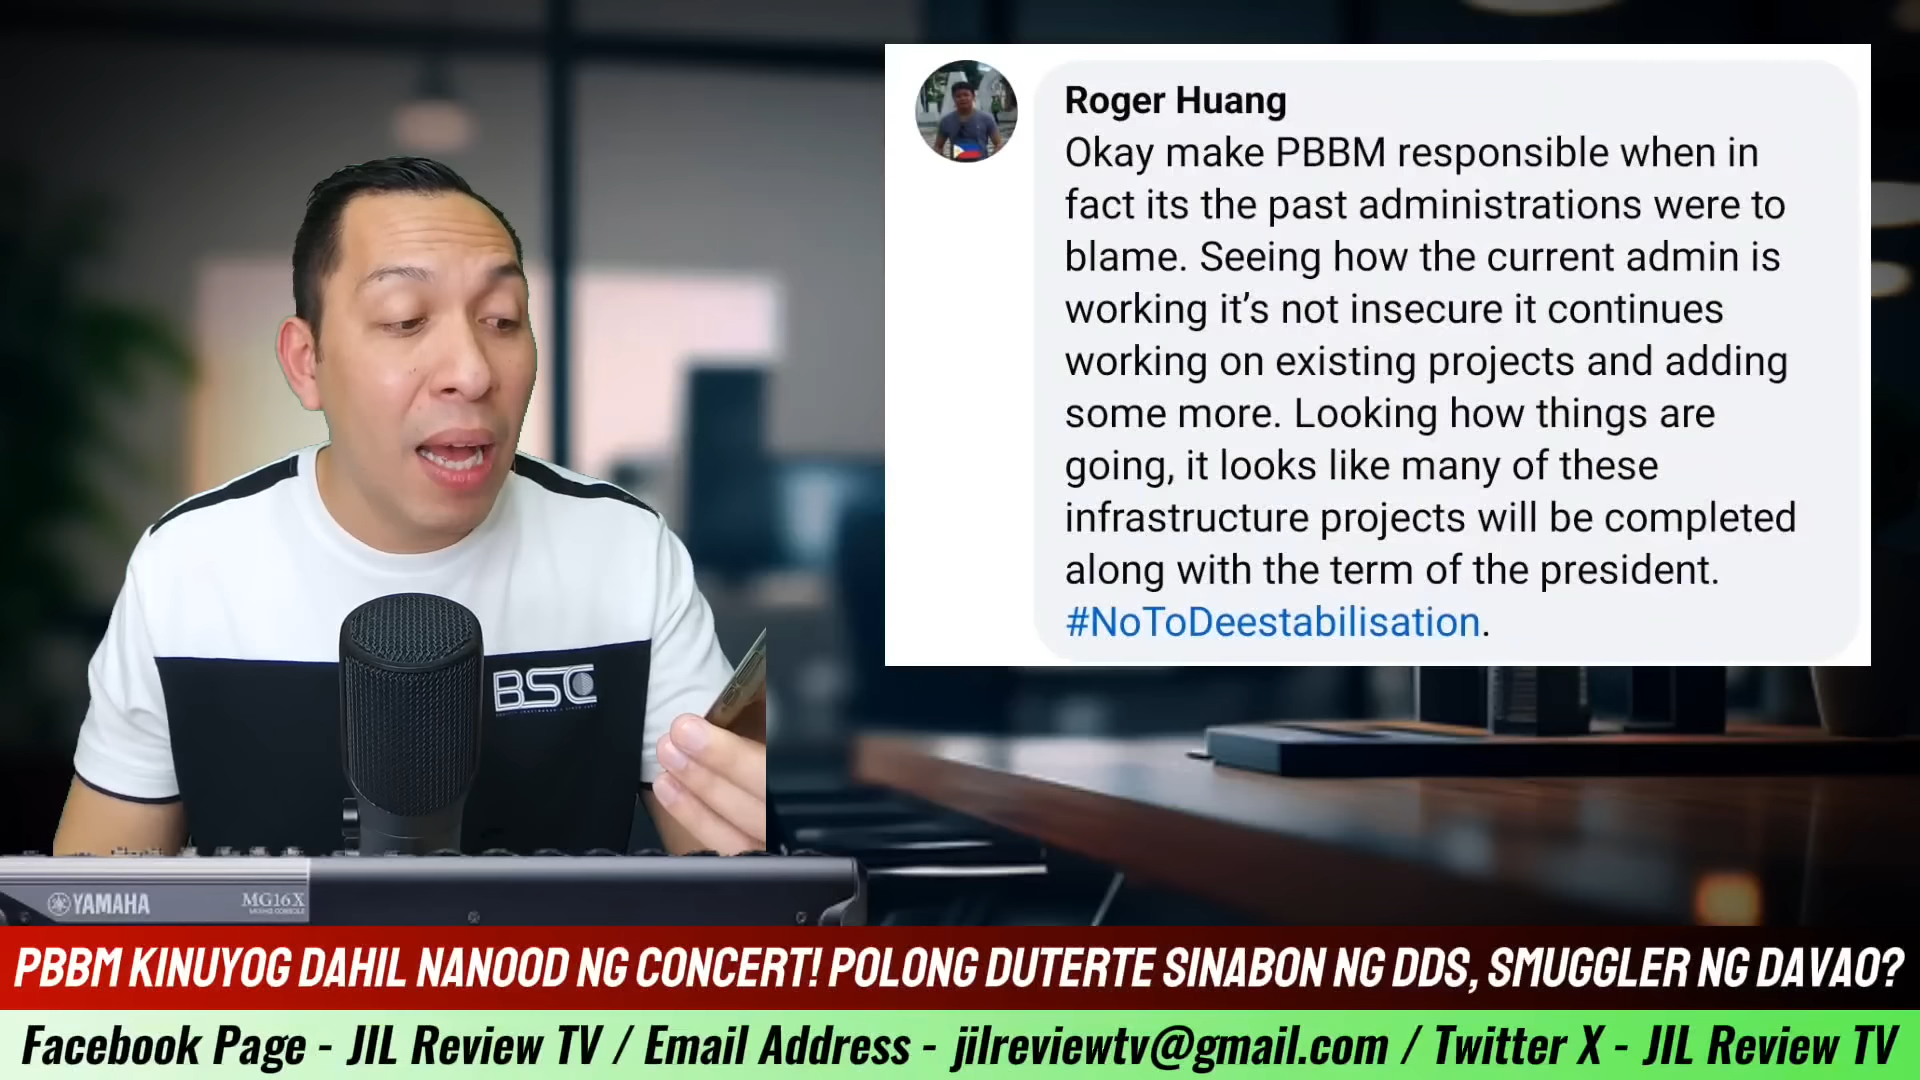 Roger Huang
Okay make PBBM responsible when in
fact its the past administrations were to
blame. Seeing how the current admin is
working it’s not insecure it continues
working on existing projects and adding
some more. Looking how things are
going, it looks like many of these
infrastructure projects will be completed
along with the term of the president.
#NoToDeestabilisation.
BSC
YAMAHA
MG16X
MIXING CONSOLE
PBBM KINUYOG DAHIL NANOOD NG CONCERT! POLONG DUTERTE SINABON NG DDS, SMUGGLER NG DAVAO?
Facebook Page - JIL Review TV / Email Address - jilreviewtv@gmail.com / Twitter X - JIL Review TV